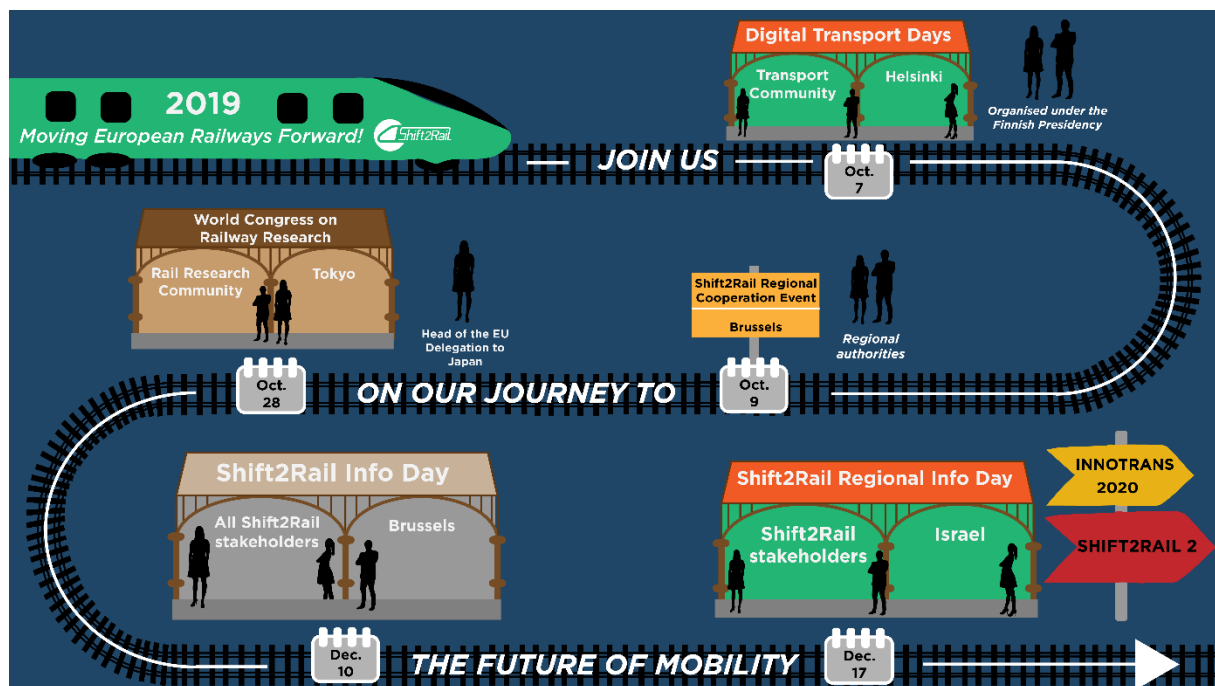 2019
Moving European Railways Forward!
Shift2Rail
Digital Transport Days
Transport
Community
Helsinki
Organised under the
Finnish Presidency
JOIN US
Oct.
7
World Congress on
Railway Research
Rail Research
Community
Tokyo
Head of the EU
Delegation to
Japan
Shift2Rail Regional
Cooperation Event
Brussels
Regional
authorities
Oct.
28
ON OUR JOURNEY TO
Oct.
9
Shift2Rail Info Day
All Shift2Rail
stakeholders
Brussels
Shift2Rail Regional Info Day
Shift2Rail
stakeholders
Israel
INNOTRANS
2020
SHIFT2RAIL 2
Dec.
10
THE FUTURE OF MOBILITY
Dec.
17